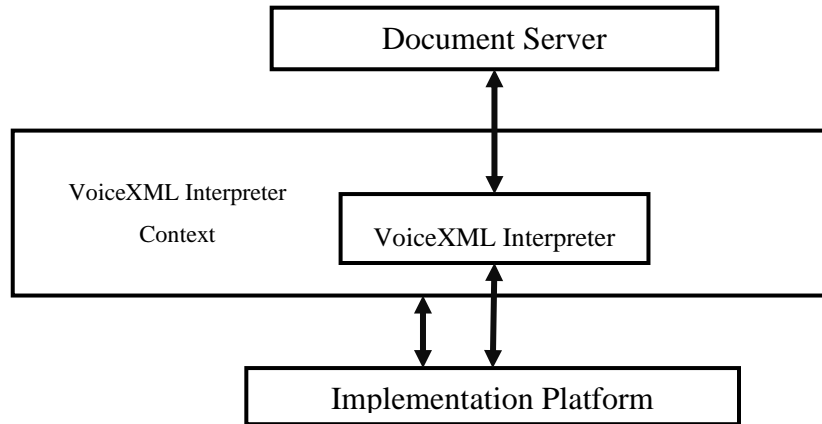 Document Server
VoiceXML Interpreter
Context
VoiceXML Interpreter
Implementation Platform